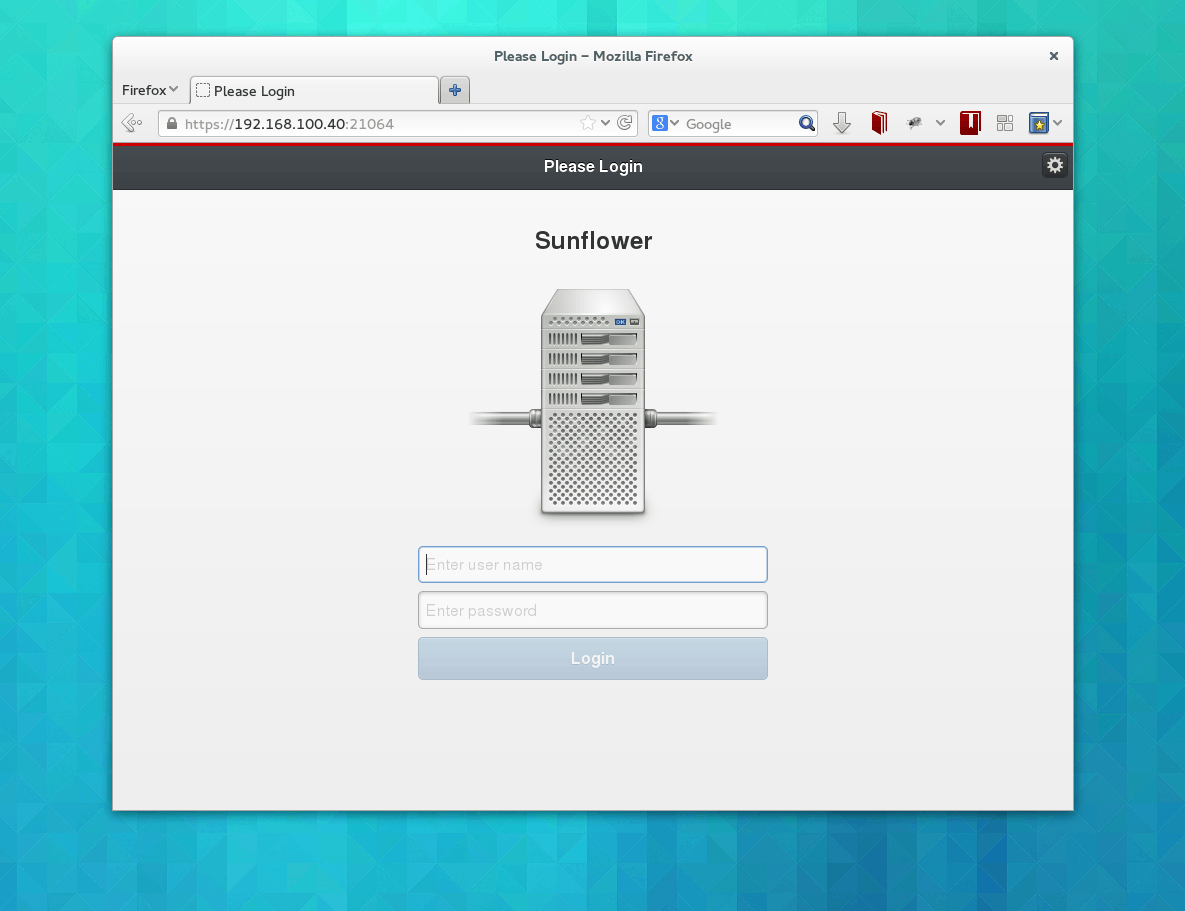 Please Login – Mozilla Firefox
Firefox
Please Login
https://192.168.100.40:21064
Google
Please Login
Sunflower
OK
Enter user name
Enter password
Login